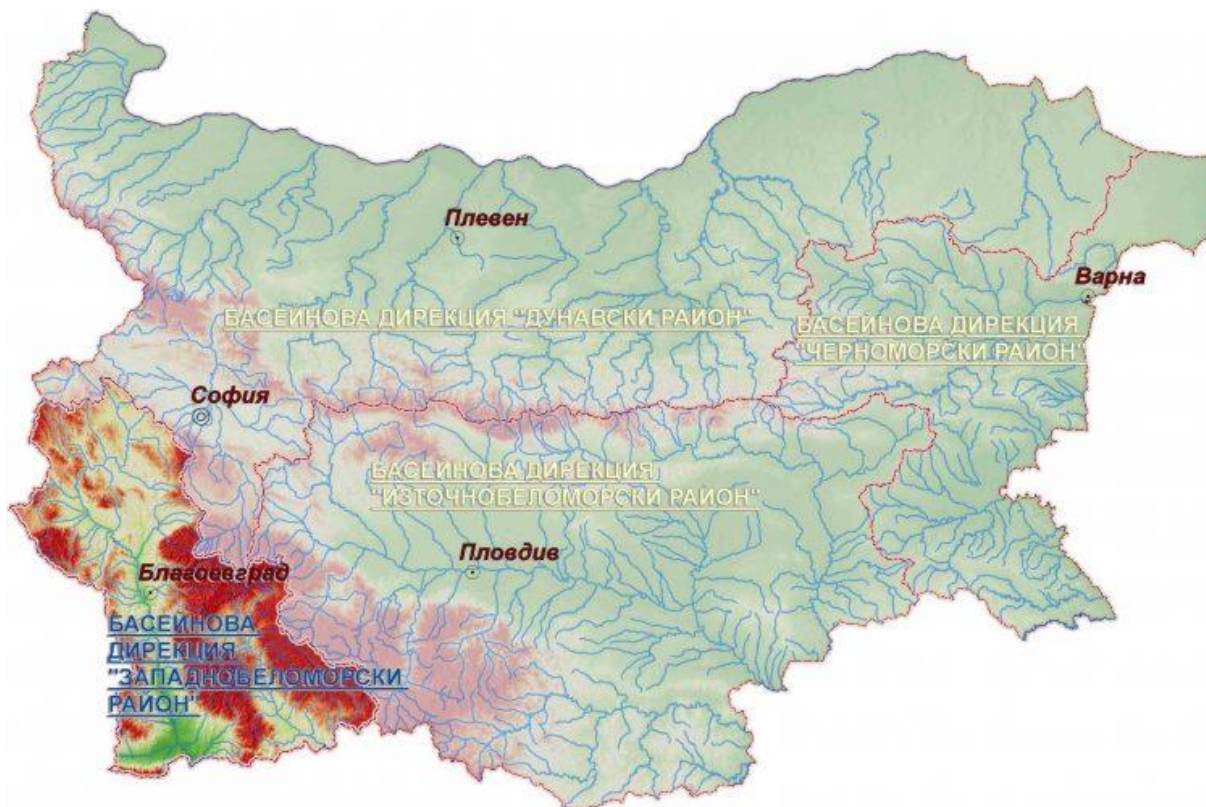 Плевен
Варна
БАСЕЙНОВА ДИРЕКЦИЯ "ДУНАВСКИ РАЙОН"
БАСЕЙНОВА ДИРЕКЦИЯ
"ЧЕРНОМОРСКИ РАЙОН"
София
БАСЕЙНОВА ДИРЕКЦИЯ
"ИЗТОЧНОБЕЛОМОРСКИ РАЙОН"
Пловдив
Благоевград
БАСЕЙНОВА
ДИРЕКЦИЯ
"ЗАПАДНОБЕЛОМОРСКИ
РАЙОН"